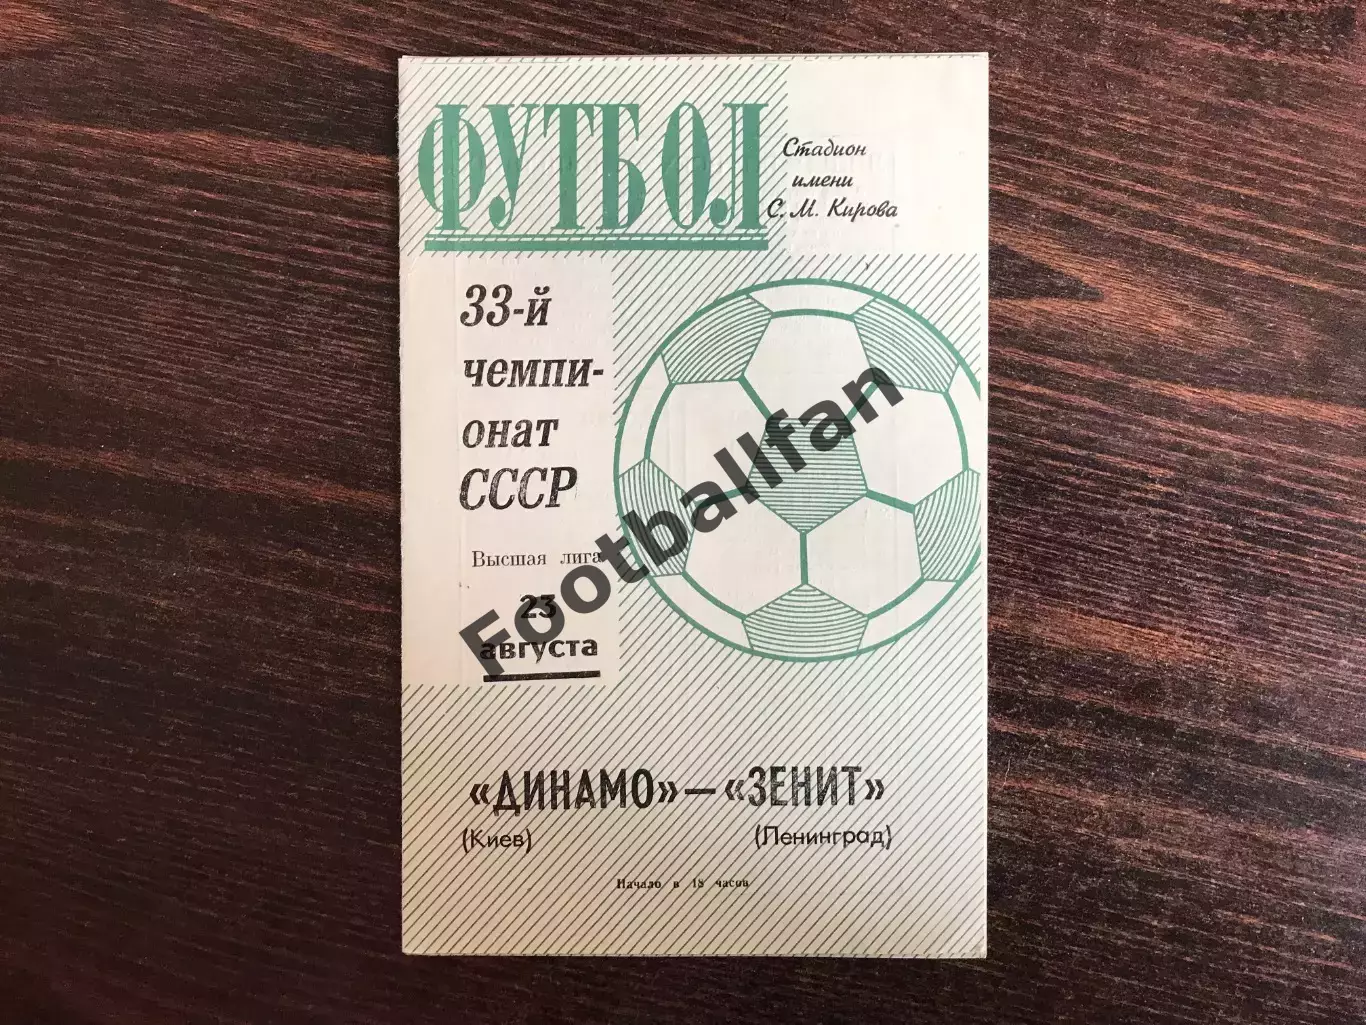 ФУТБОЛ
Стадион
имени
С. М. Кирова
33-й
чемпи-
онат
СССР
Высшая лига
23
августа
Footballfan
«ДИНАМО» — «ЗЕНИТ»
(Киев) (Ленинград)
Начало в 18 часов